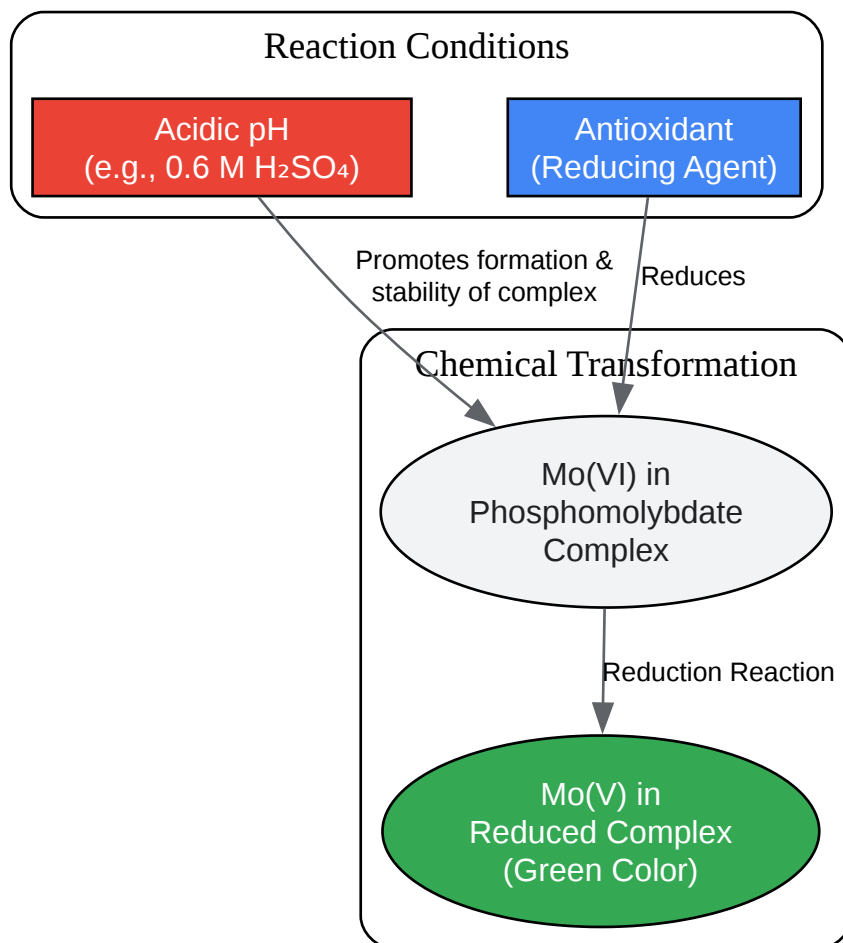 Reaction Conditions
Acidic pH
(e.g., 0.6 M H₂SO₄)
Antioxidant
(Reducing Agent)
Promotes formation &
stability of complex
Reduces
Chemical Transformation
Mo(VI) in
Phosphomolybdate
Complex
Reduction Reaction
Mo(V) in
Reduced Complex
(Green Color)